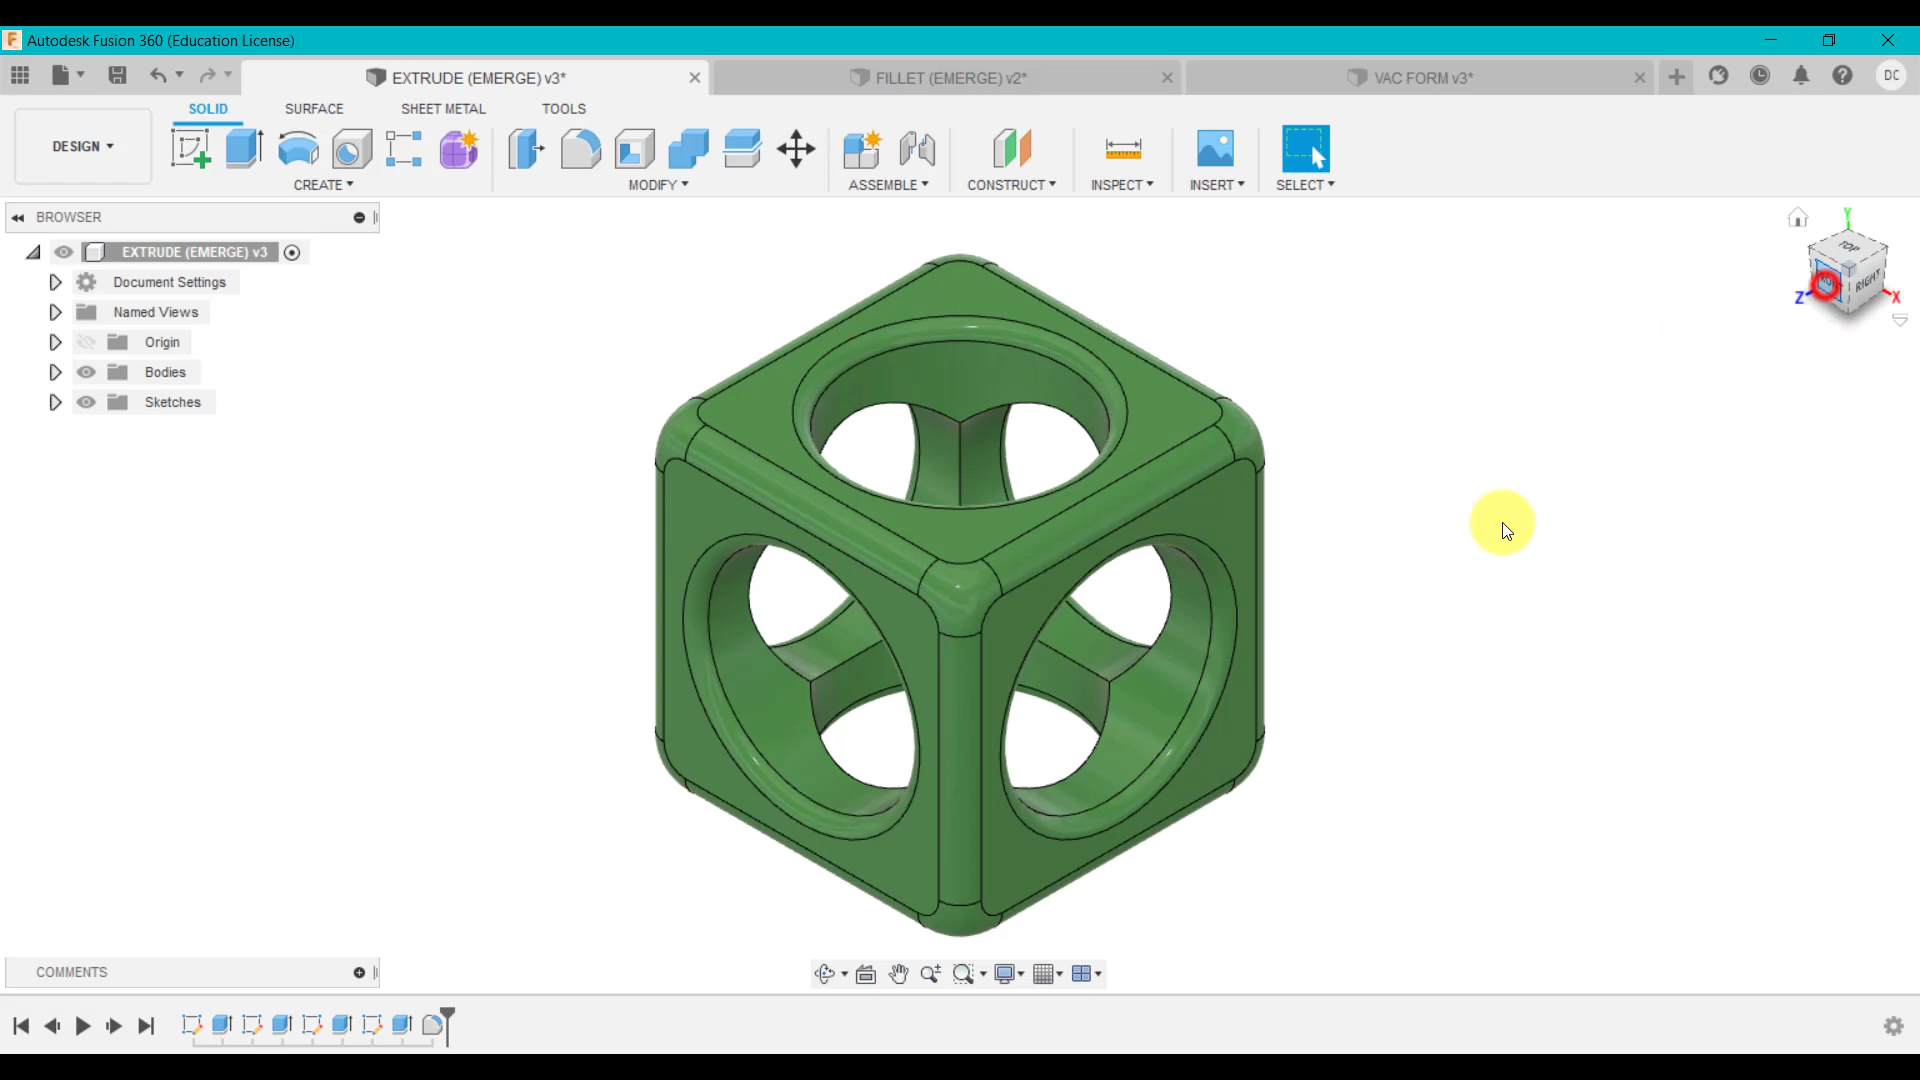 Autodesk Fusion 360 (Education License)
EXTRUDE (EMERGE) v3*
FILLET (EMERGE) v2*
VAC FORM v3*
DC
DESIGN
SOLID
SURFACE
SHEET METAL
TOOLS
CREATE
MODIFY
ASSEMBLE
CONSTRUCT
INSPECT
INSERT
SELECT
BROWSER
EXTRUDE (EMERGE) v3
Document Settings
Named Views
Origin
Bodies
Sketches
Y
TOP
RIGHT
Z
X
COMMENTS